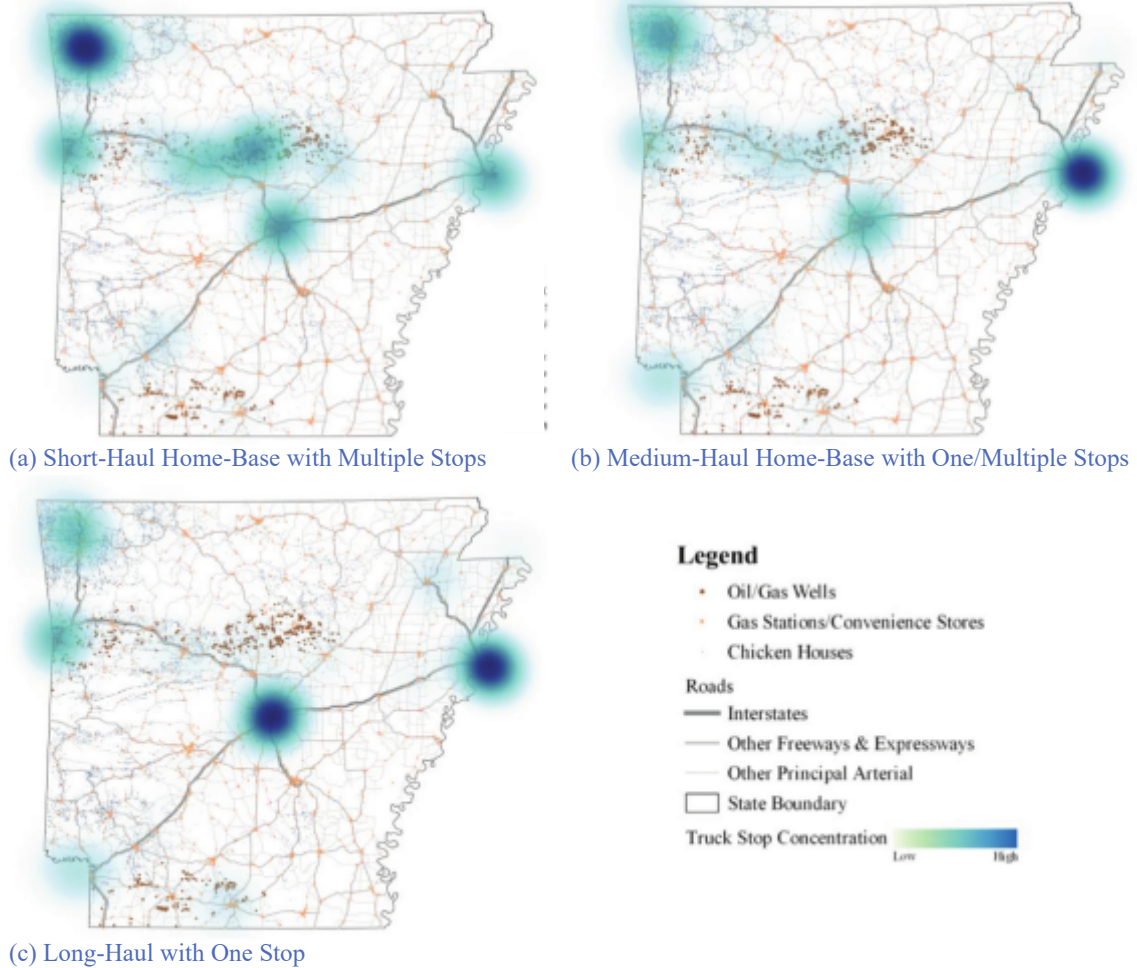 (a) Short-Haul Home-Base with Multiple Stops
(b) Medium-Haul Home-Base with One/Multiple Stops
Legend
Oil/Gas Wells
Gas Stations/Convenience Stores
Chicken Houses
Roads
Interstates
Other Freeways & Expressways
Other Principal Arterial
State Boundary
Truck Stop Concentration
Low High
(c) Long-Haul with One Stop